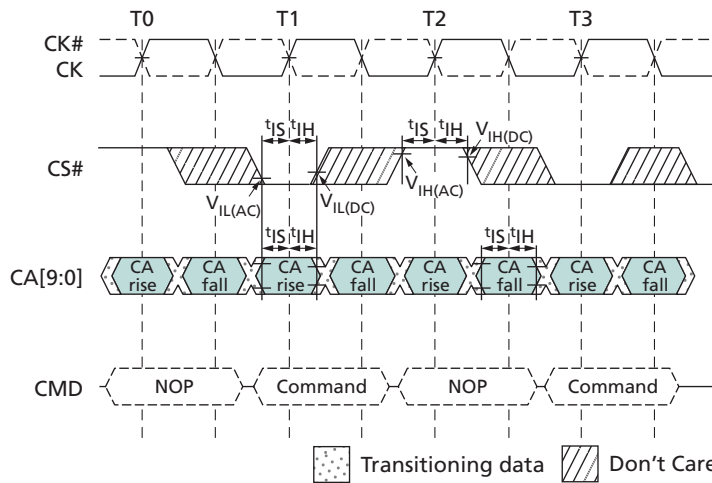 T0 T1 T2 T3
CK#
CK
tIS tIH tIS tIH VIH(DC)
CS#
VIL(AC) VIL(DC) VIH(AC)
tIS tIH tIS tIH
CA[9:0] CA rise CA fall CA rise CA fall CA rise CA fall CA rise CA fall
CMD NOP Command NOP Command
Transitioning data Don't Care